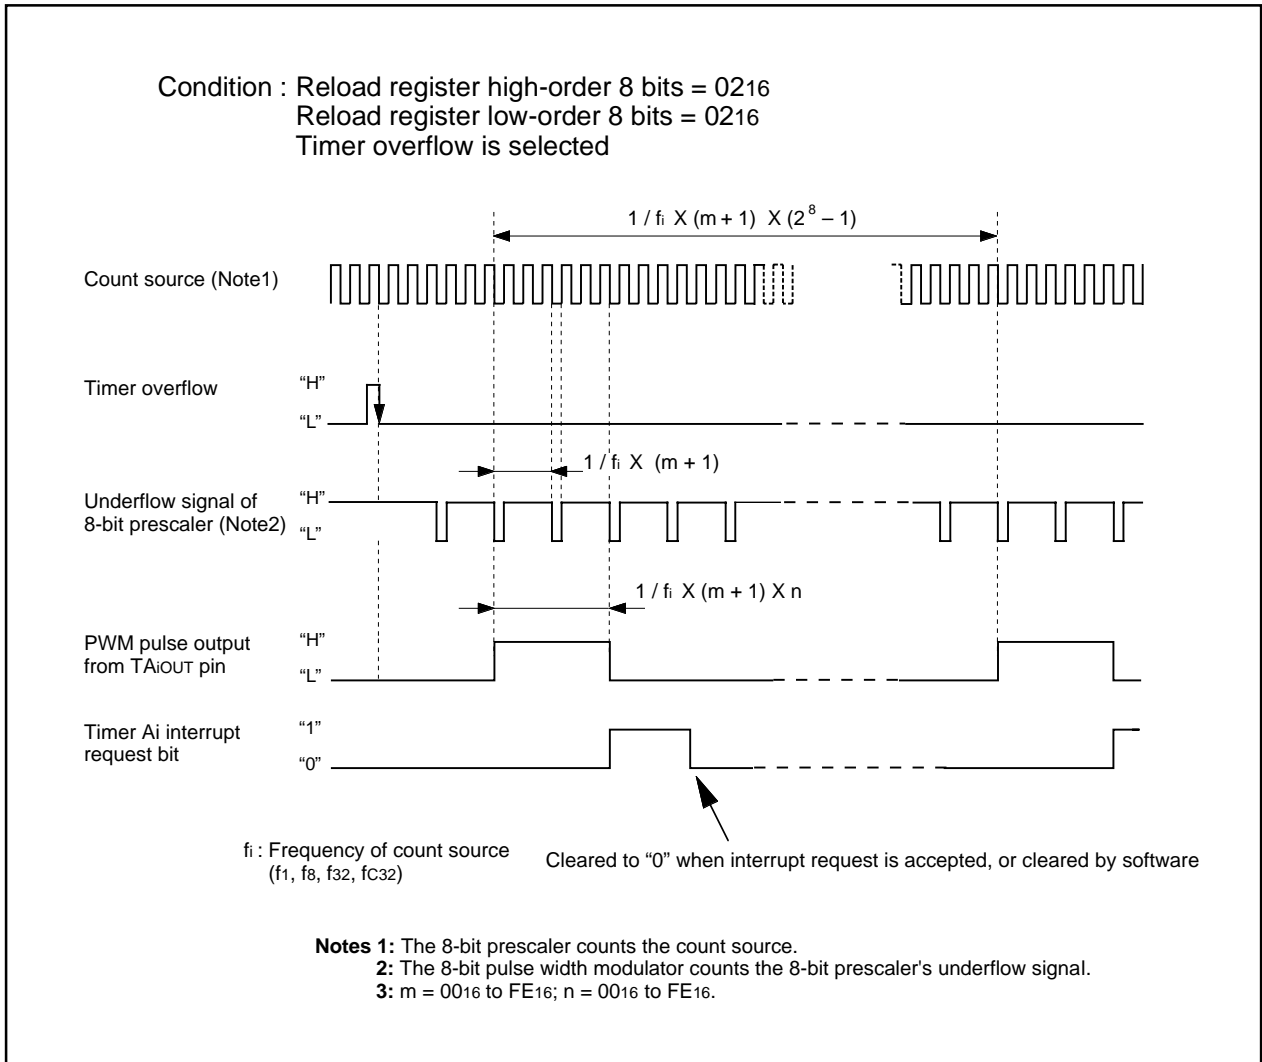 Condition : Reload register high-order 8 bits = 0216
Reload register low-order 8 bits = 0216
Timer overflow is selected
1 / fi X (m + 1) X (2 8 – 1)
Count source (Note1)
Timer overflow
“H”
“L”
1 / fi X (m + 1)
Underflow signal of
8-bit prescaler (Note2)
“H”
“L”
1 / fi X (m + 1) X n
PWM pulse output
from TAiOUT pin
“H”
“L”
Timer Ai interrupt
request bit
“1”
“0”
fi : Frequency of count source
(f1, f8, f32, fC32)
Cleared to “0” when interrupt request is accepted, or cleared by software
Notes 1: The 8-bit prescaler counts the count source.
2: The 8-bit pulse width modulator counts the 8-bit prescaler's underflow signal.
3: m = 0016 to FE16; n = 0016 to FE16.